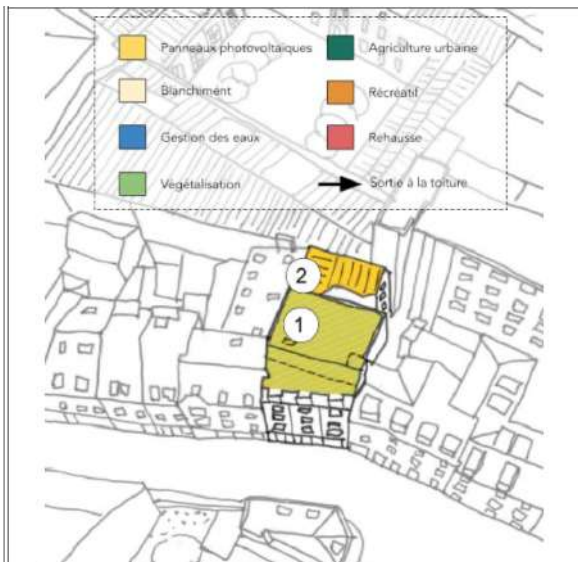 Panneaux photovoltaïques
Agriculture urbaine
Blanchiment
Récréatif
Gestion des eaux
Rehausse
Végétalisation
Sortie à la toiture
2
1